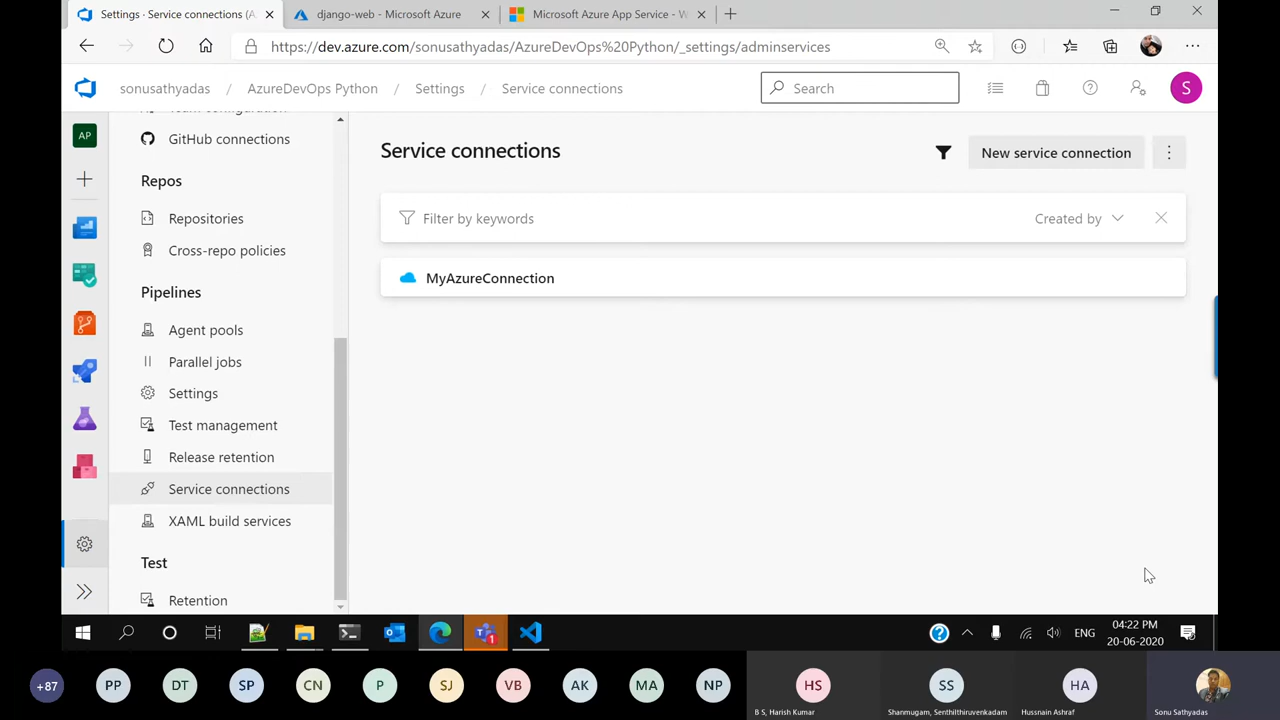 Settings · Service connections (A
django-web - Microsoft Azure
Microsoft Azure App Service - W
https://dev.azure.com/sonusathyadas/AzureDevOps%20Python/_settings/adminservices
sonusathyadas / AzureDevOps Python / Settings / Service connections
Search
S
AP
GitHub connections
Repos
Repositories
Cross-repo policies
Pipelines
Agent pools
Parallel jobs
Settings
Test management
Release retention
Service connections
XAML build services
Test
Retention
Service connections
New service connection
Filter by keywords
Created by
MyAzureConnection
1
ENG
04:22 PM
20-06-2020
+87
PP
DT
SP
CN
P
SJ
VB
AK
MA
NP
HS
B S, Harish Kumar
SS
Shanmugam, Senthilthiruvenkadam
HA
Hussnain Ashraf
Sonu Sathyadas